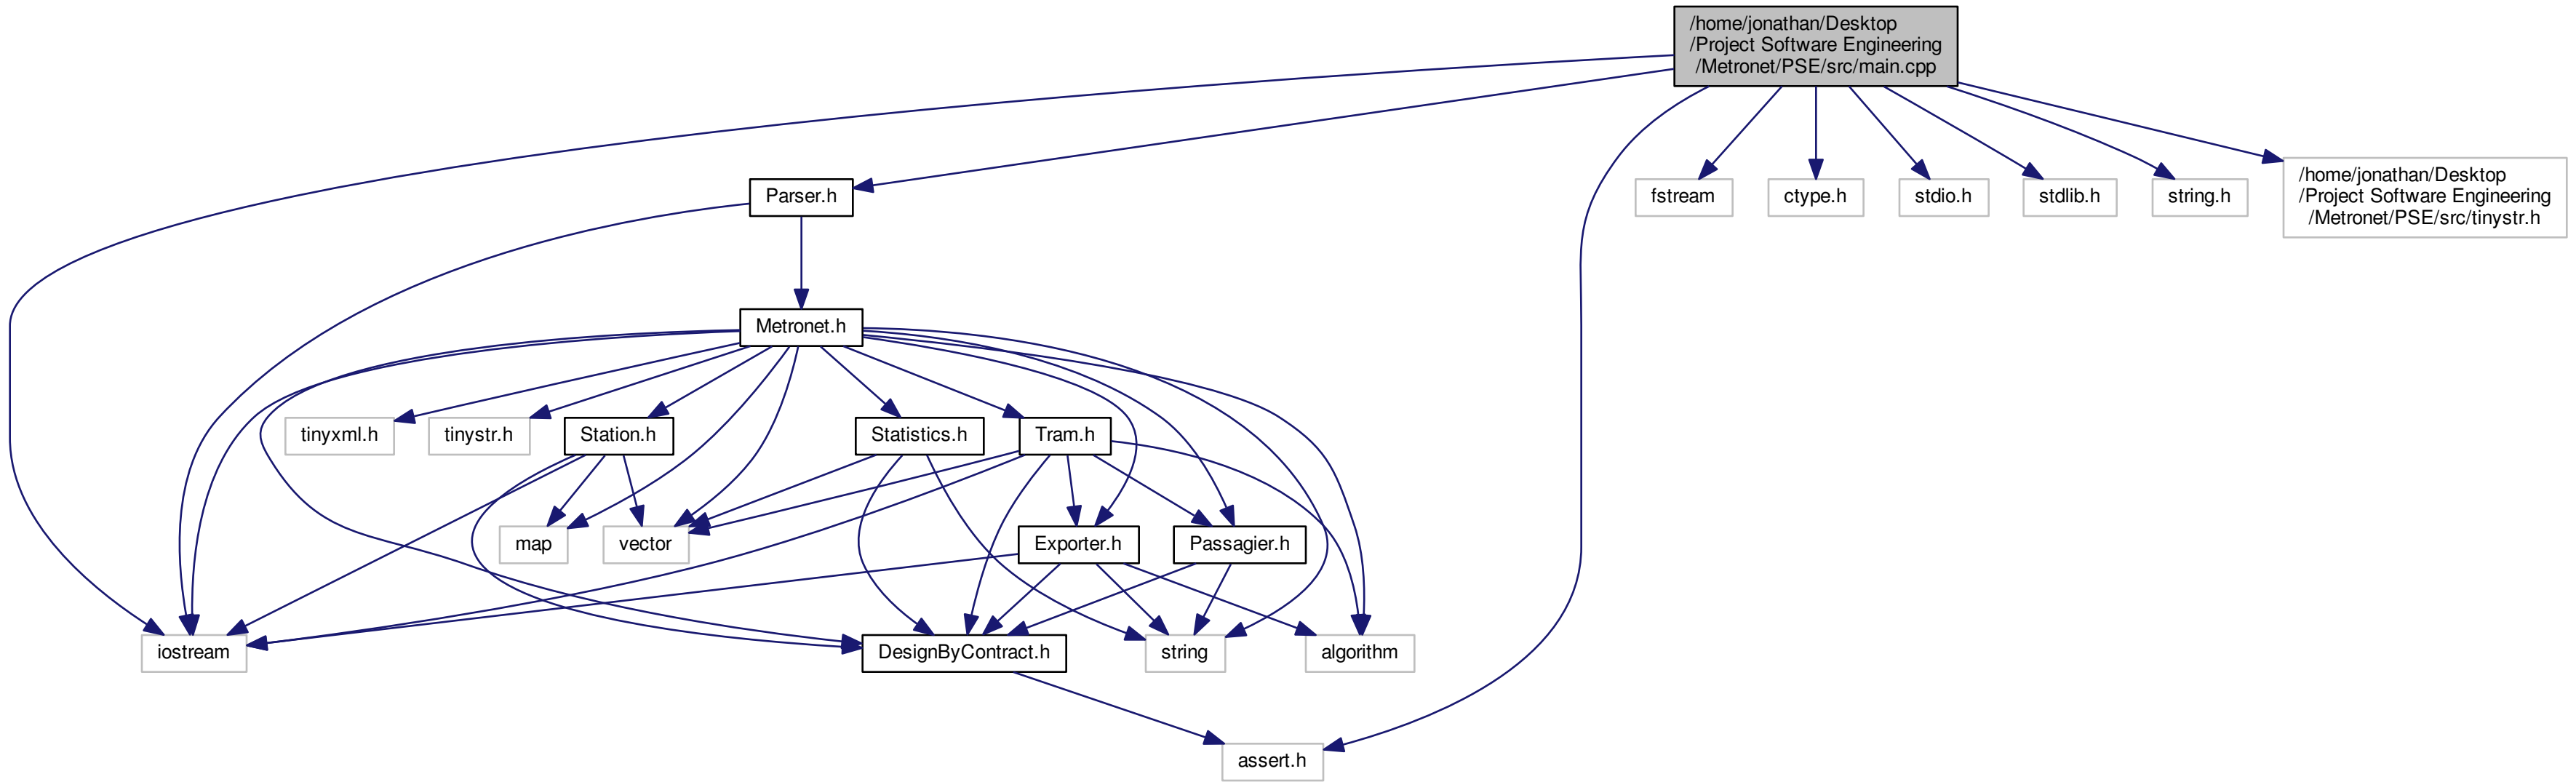 /home/jonathan/Desktop
/Project Software Engineering
/Metronet/PSE/src/main.cpp
Parser.h
fstream
ctype.h
stdio.h
stdlib.h
string.h
/home/jonathan/Desktop
/Project Software Engineering
/Metronet/PSE/src/tinystr.h
Metronet.h
tinyxml.h
tinystr.h
Station.h
Statistics.h
Tram.h
map
vector
Exporter.h
Passagier.h
iostream
DesignByContract.h
string
algorithm
assert.h